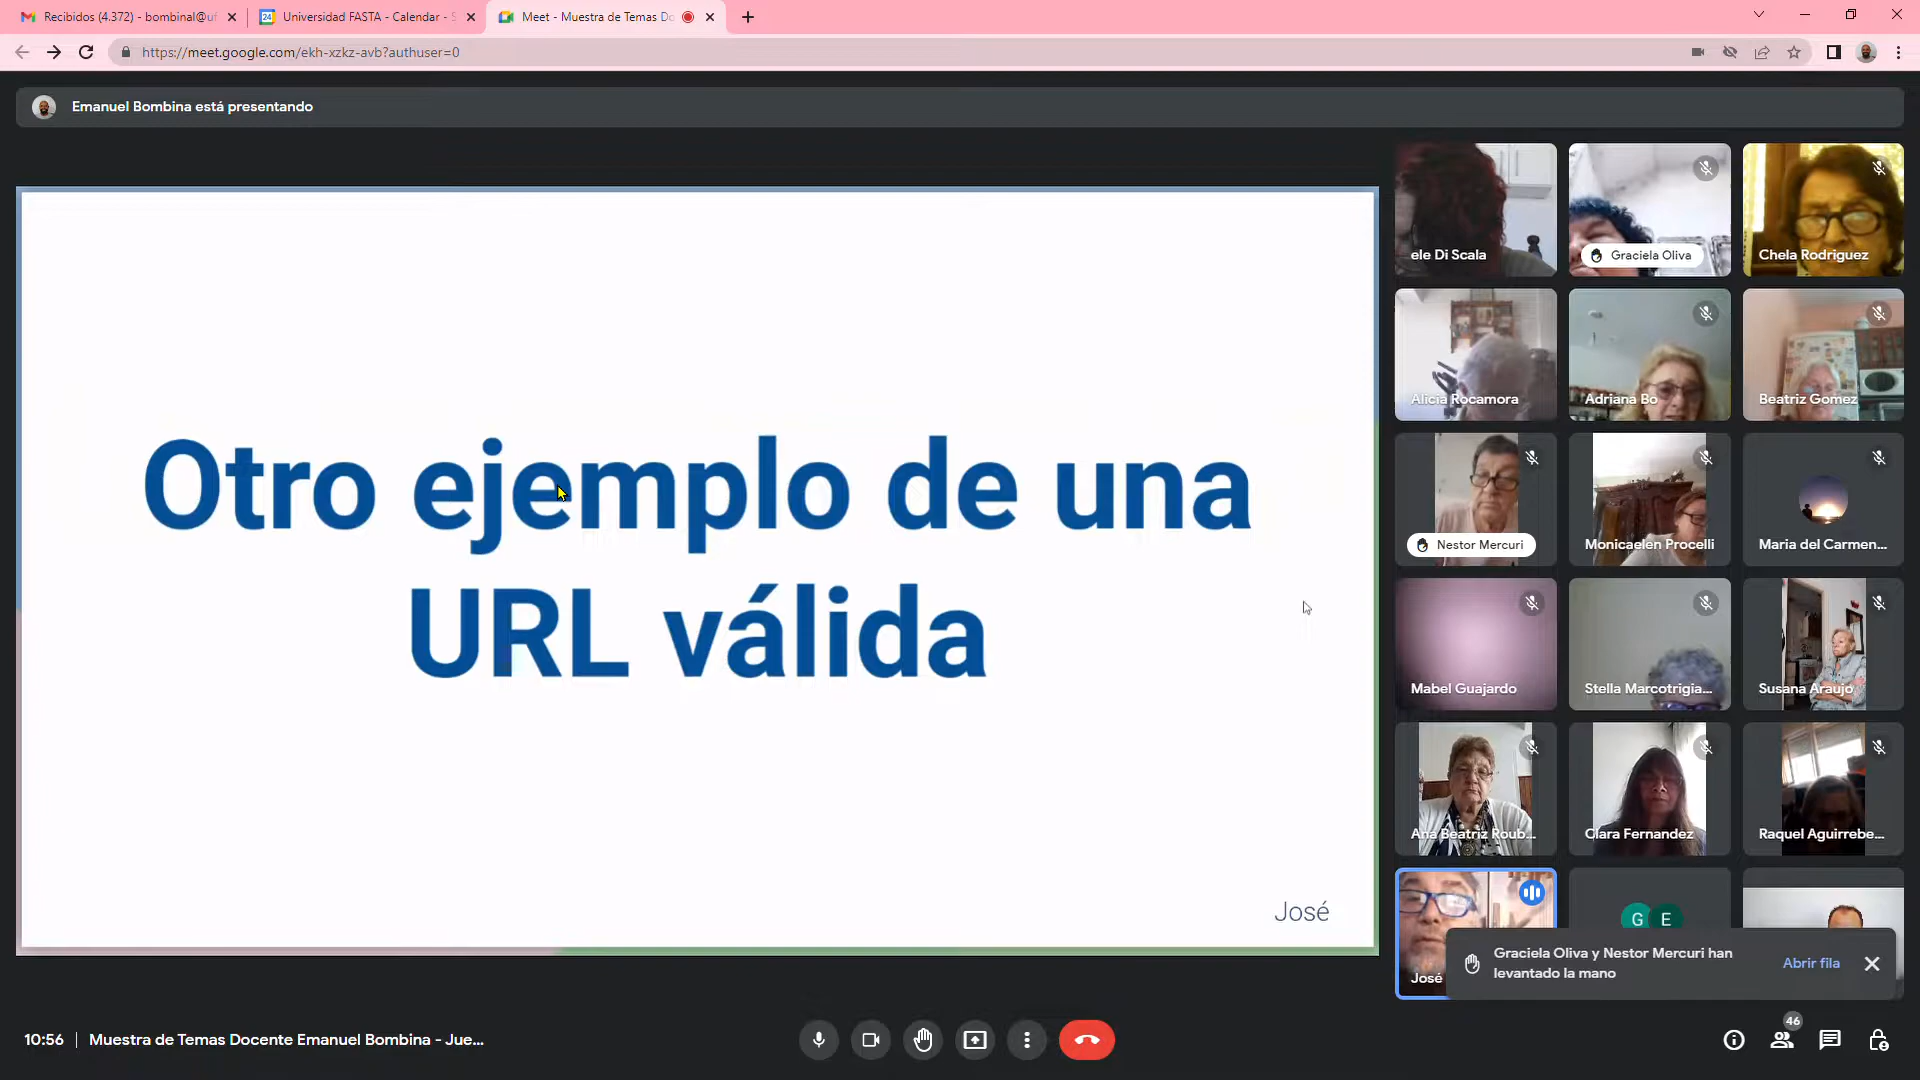 Recibidos (4.372) - bombinal@uf
Universidad FASTA - Calendar - S
Meet - Muestra de Temas Do
https://meet.google.com/ekh-xzkz-avb?authuser=0
Emanuel Bombina está presentando
Otro ejemplo de una
URL válida
José
ele Di Scala
Graciela Oliva
Chela Rodriguez
Alicia Rocamora
Adriana Bo
Beatriz Gomez
Nestor Mercuri
Monicaelen Procelli
Maria del Carmen...
Mabel Guajardo
Stella Marcotrigia...
Susana Araujo
Ana Beatriz Roub...
Clara Fernandez
Raquel Aguirrebe...
José
G E
Graciela Oliva y Nestor Mercuri han
levantado la mano
Abrir fila
10:56
Muestra de Temas Docente Emanuel Bombina - Jue...
46